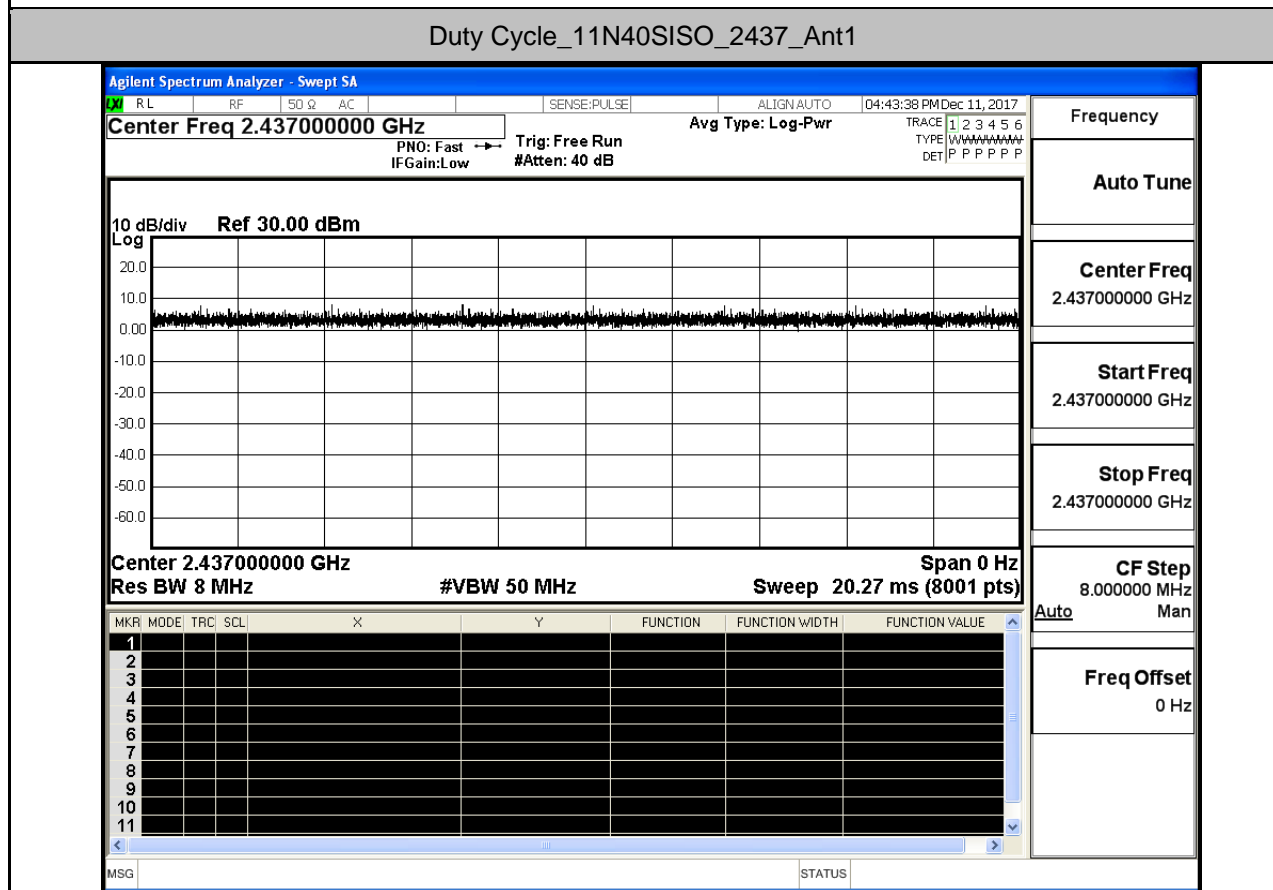 Duty Cycle_11N40SISO_2437_Ant1
Agilent Spectrum Analyzer - Swept SA
LXI RL RF 50 Ω AC SENSE:PULSE ALIGN AUTO 04:43:38 PM Dec 11, 2017
Center Freq 2.437000000 GHz
PNO: Fast
IFGain:Low
Trig: Free Run
#Atten: 40 dB
Avg Type: Log-Pwr
TRACE 1 2 3 4 5 6
TYPE WWWWWW
DET P P P P P P
10 dB/div Ref 30.00 dBm
Log
20.0
10.0
0.00
-10.0
-20.0
-30.0
-40.0
-50.0
-60.0
Center 2.437000000 GHz Span 0 Hz
Res BW 8 MHz #VBW 50 MHz Sweep 20.27 ms (8001 pts)
MKR MODE TRC SCL X Y FUNCTION FUNCTION WIDTH FUNCTION VALUE
1
2
3
4
5
6
7
8
9
10
11
MSG STATUS
Frequency
Auto Tune
Center Freq
2.437000000 GHz
Start Freq
2.437000000 GHz
Stop Freq
2.437000000 GHz
CF Step
8.000000 MHz
Auto Man
Freq Offset
0 Hz